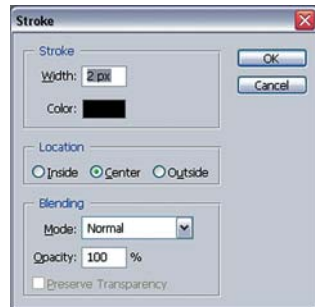 Stroke
Stroke
Width: 2 px
Color:
OK
Cancel
Location
Inside Center Outside
Blending
Mode: Normal
Opacity: 100 %
Preserve Transparency